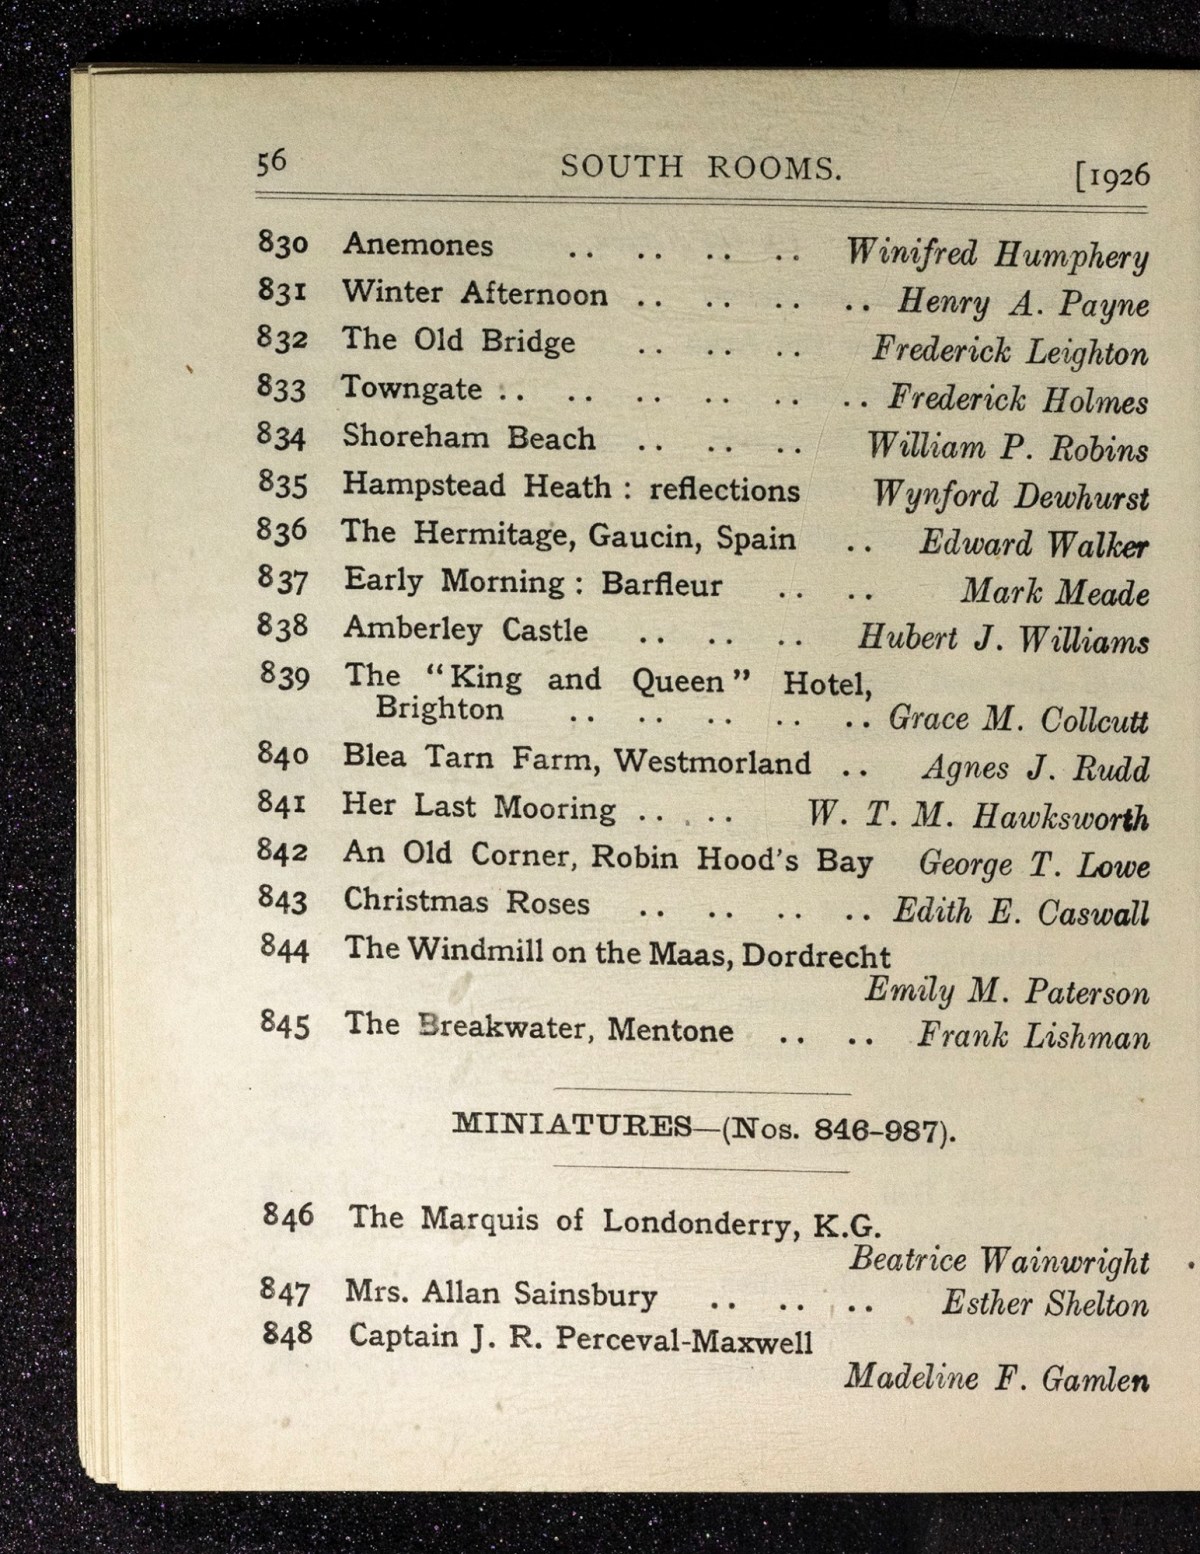 56 SOUTH ROOMS. [1926
830 Anemones .. .. .. .. Winifred Humphery
831 Winter Afternoon .. .. .. .. Henry A. Payne
832 The Old Bridge .. .. .. Frederick Leighton
833 Towngate .. .. .. .. .. .. Frederick Holmes
834 Shoreham Beach .. .. .. William P. Robins
835 Hampstead Heath : reflections Wynford Dewhurst
836 The Hermitage, Gaucin, Spain .. Edward Walker
837 Early Morning : Barfleur .. .. Mark Meade
838 Amberley Castle .. .. .. Hubert J. Williams
839 The "King and Queen" Hotel,
Brighton .. .. .. .. .. Grace M. Collcutt
840 Blea Tarn Farm, Westmorland .. Agnes J. Rudd
841 Her Last Mooring .. .. W. T. M. Hawksworth
842 An Old Corner, Robin Hood's Bay George T. Lowe
843 Christmas Roses .. .. .. .. Edith E. Caswall
844 The Windmill on the Maas, Dordrecht
Emily M. Paterson
845 The Breakwater, Mentone .. .. Frank Lishman
MINIATURES—(Nos. 846-987).
846 The Marquis of Londonderry, K.G.
Beatrice Wainwright
847 Mrs. Allan Sainsbury .. .. .. Esther Shelton
848 Captain J. R. Perceval-Maxwell
Madeline F. Gamlen